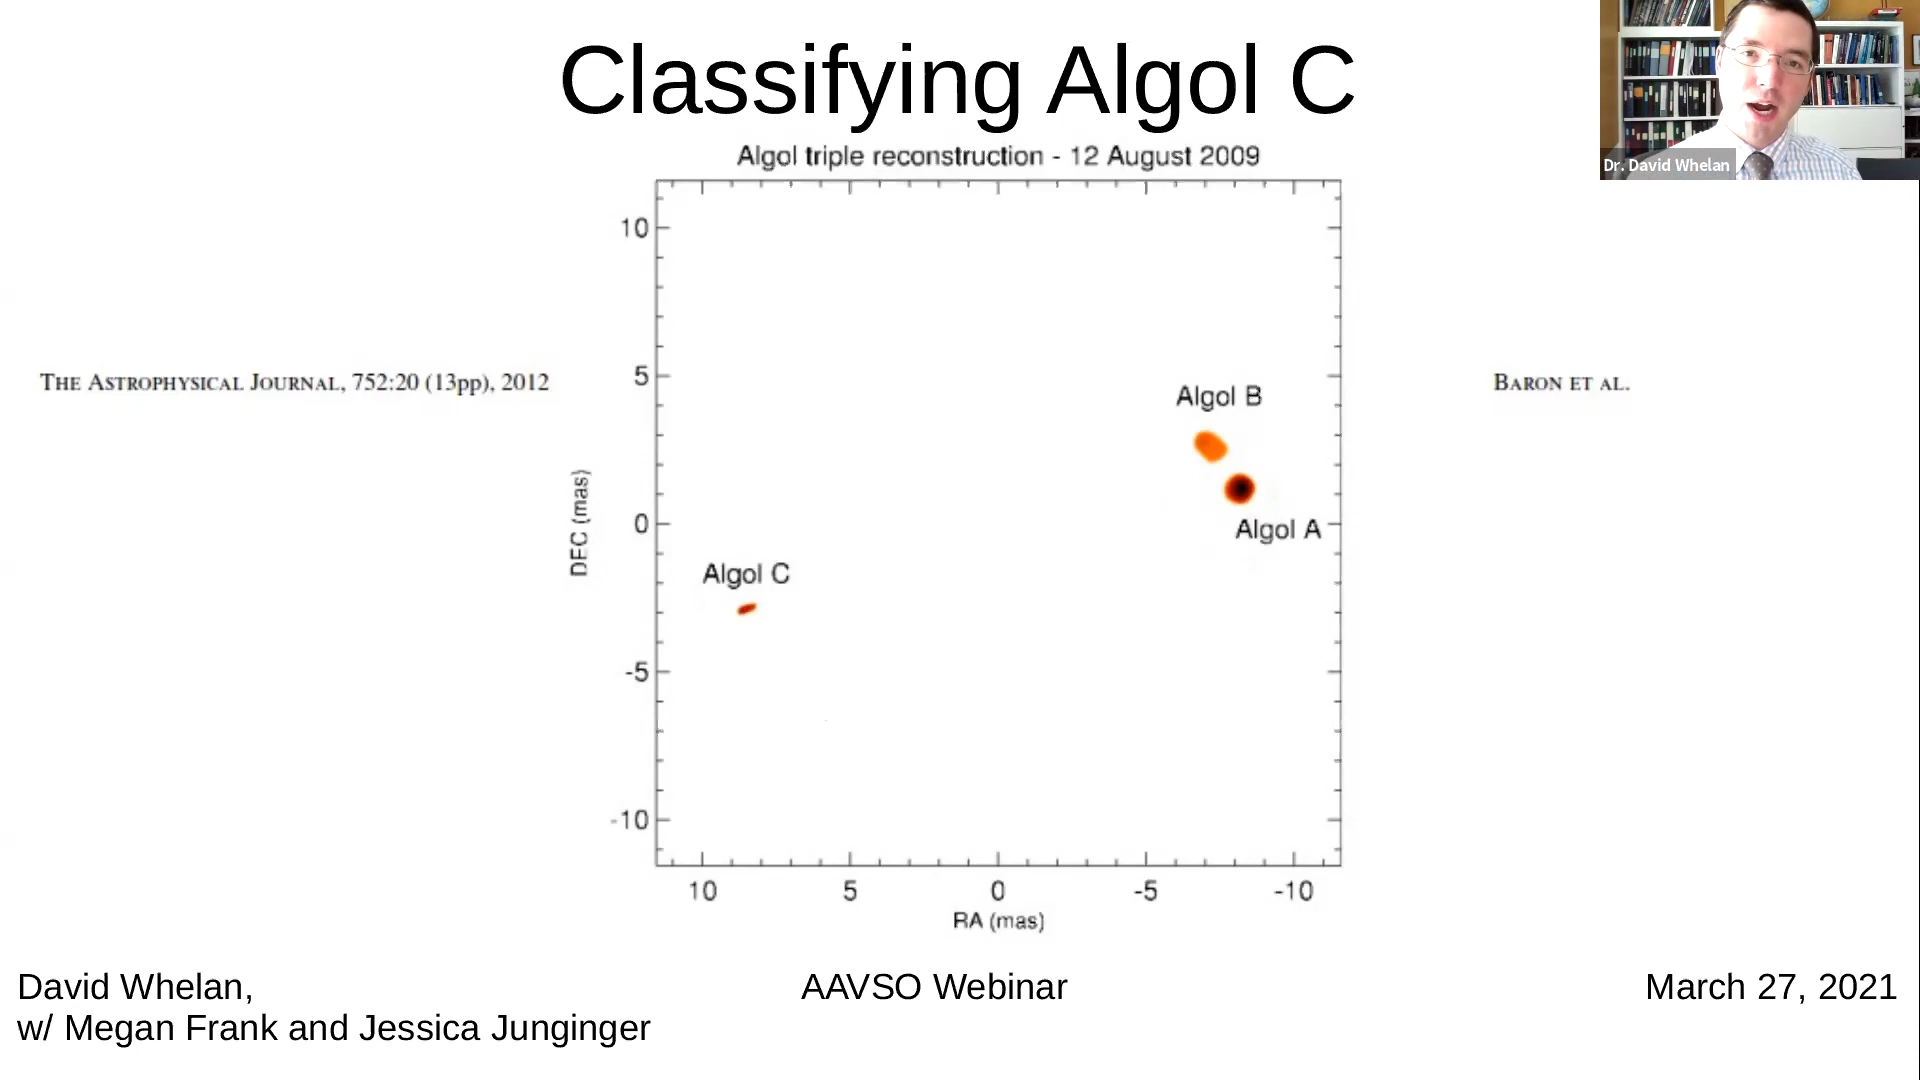 Classifying Algol C
Dr. David Whelan
Algol triple reconstruction - 12 August 2009
10
5
0
-5
-10
DEC (mas)
THE ASTROPHYSICAL JOURNAL, 752:20 (13pp), 2012
BARON ET AL.
Algol B
Algol A
Algol C
10 5 0 -5 -10
RA (mas)
David Whelan,
w/ Megan Frank and Jessica Junginger
AAVSO Webinar
March 27, 2021